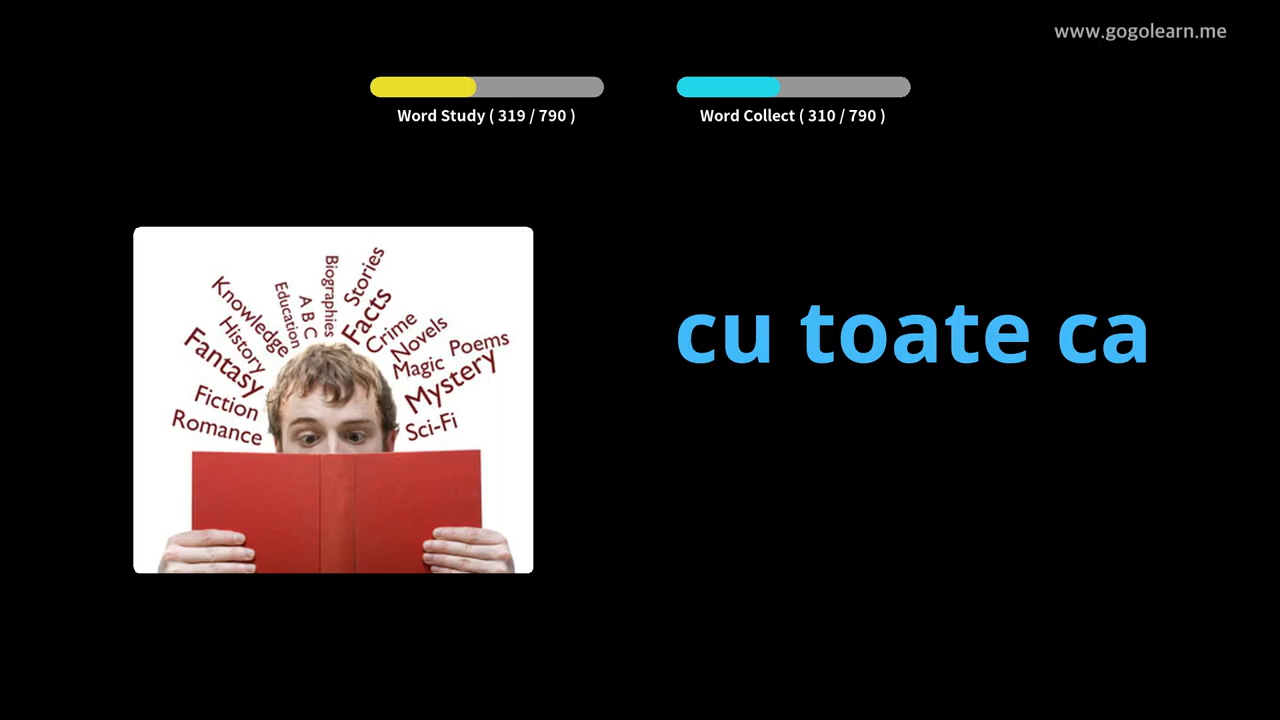 www.gogolearn.me
Word Study ( 319 / 790 )
Word Collect ( 310 / 790 )
cu toate ca
Biographies
Stories
Education
A B C
Facts
Knowledge
History
Crime
Novels
Poems
Fantasy
Magic
Mystery
Fiction
Romance
Sci-Fi